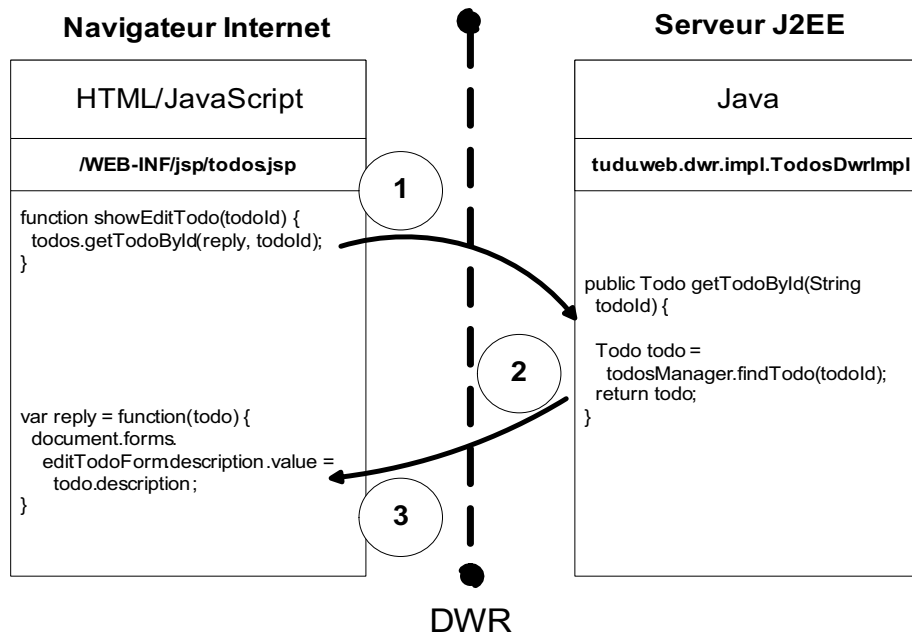 Navigateur Internet
Serveur J2EE
HTML/JavaScript
/WEB-INF/jsp/todos.jsp
function showEditTodo(todoId) {
todos.getTodoById(reply, todoId);
}
var reply = function(todo) {
document.forms.
editTodoForm.description.value =
todo.description;
}
1
2
3
Java
tudu.web.dwr.impl.TodosDwrImpl
public Todo getTodoById(String
todoId) {
Todo todo =
todosManager.findTodo(todoId);
return todo;
}
DWR